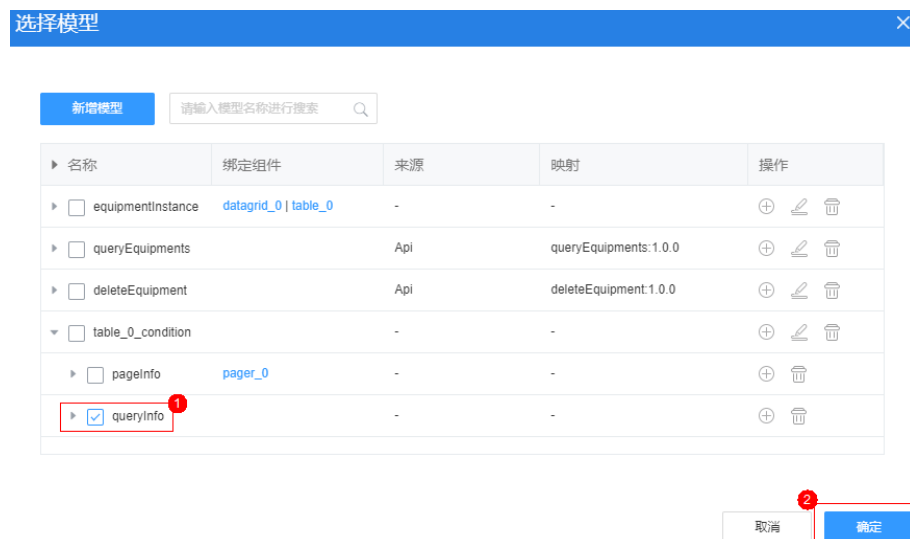 选择模型
新增模型 请输入模型名称进行搜索
名称 绑定组件 来源 映射 操作
equipmentInstance datagrid_0 | table_0 - -
queryEquipments Api queryEquipments:1.0.0
deleteEquipment Api deleteEquipment:1.0.0
table_0_condition - -
pageInfo pager_0 - -
1
queryInfo - -
2
取消 确定